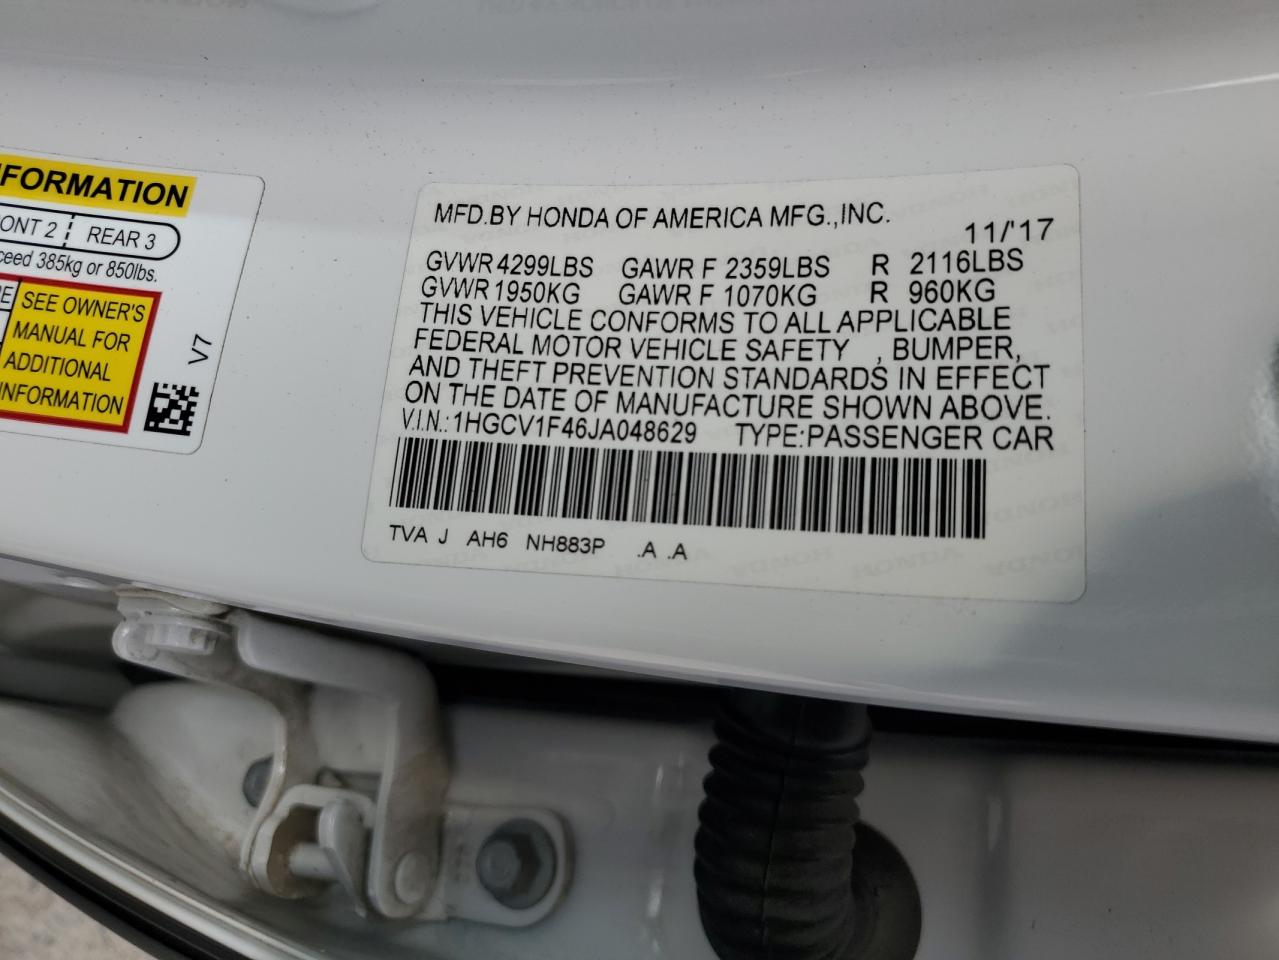 FORMATION
ONT 2 REAR 3
ceed 385kg or 850lbs.
SEE OWNER'S
MANUAL FOR
ADDITIONAL
INFORMATION
V7
MFD.BY HONDA OF AMERICA MFG.,INC.
11/'17
GVWR 4299LBS GAWR F 2359LBS R 2116LBS
GVWR 1950KG GAWR F 1070KG R 960KG
THIS VEHICLE CONFORMS TO ALL APPLICABLE
FEDERAL MOTOR VEHICLE SAFETY , BUMPER,
AND THEFT PREVENTION STANDARDS IN EFFECT
ON THE DATE OF MANUFACTURE SHOWN ABOVE.
V.I.N.: 1HGCV1F46JA048629 TYPE:PASSENGER CAR
TVA J AH6 NH883P .A .A